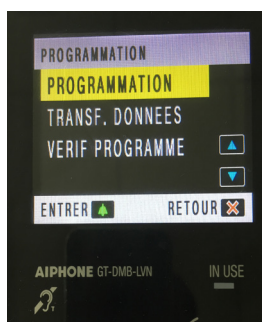 PROGRAMMATION
PROGRAMMATION
TRANSF. DONNEES
VERIF PROGRAMME
ENTRER RETOUR
AIPHONE GT-DMB-LVN IN USE
T